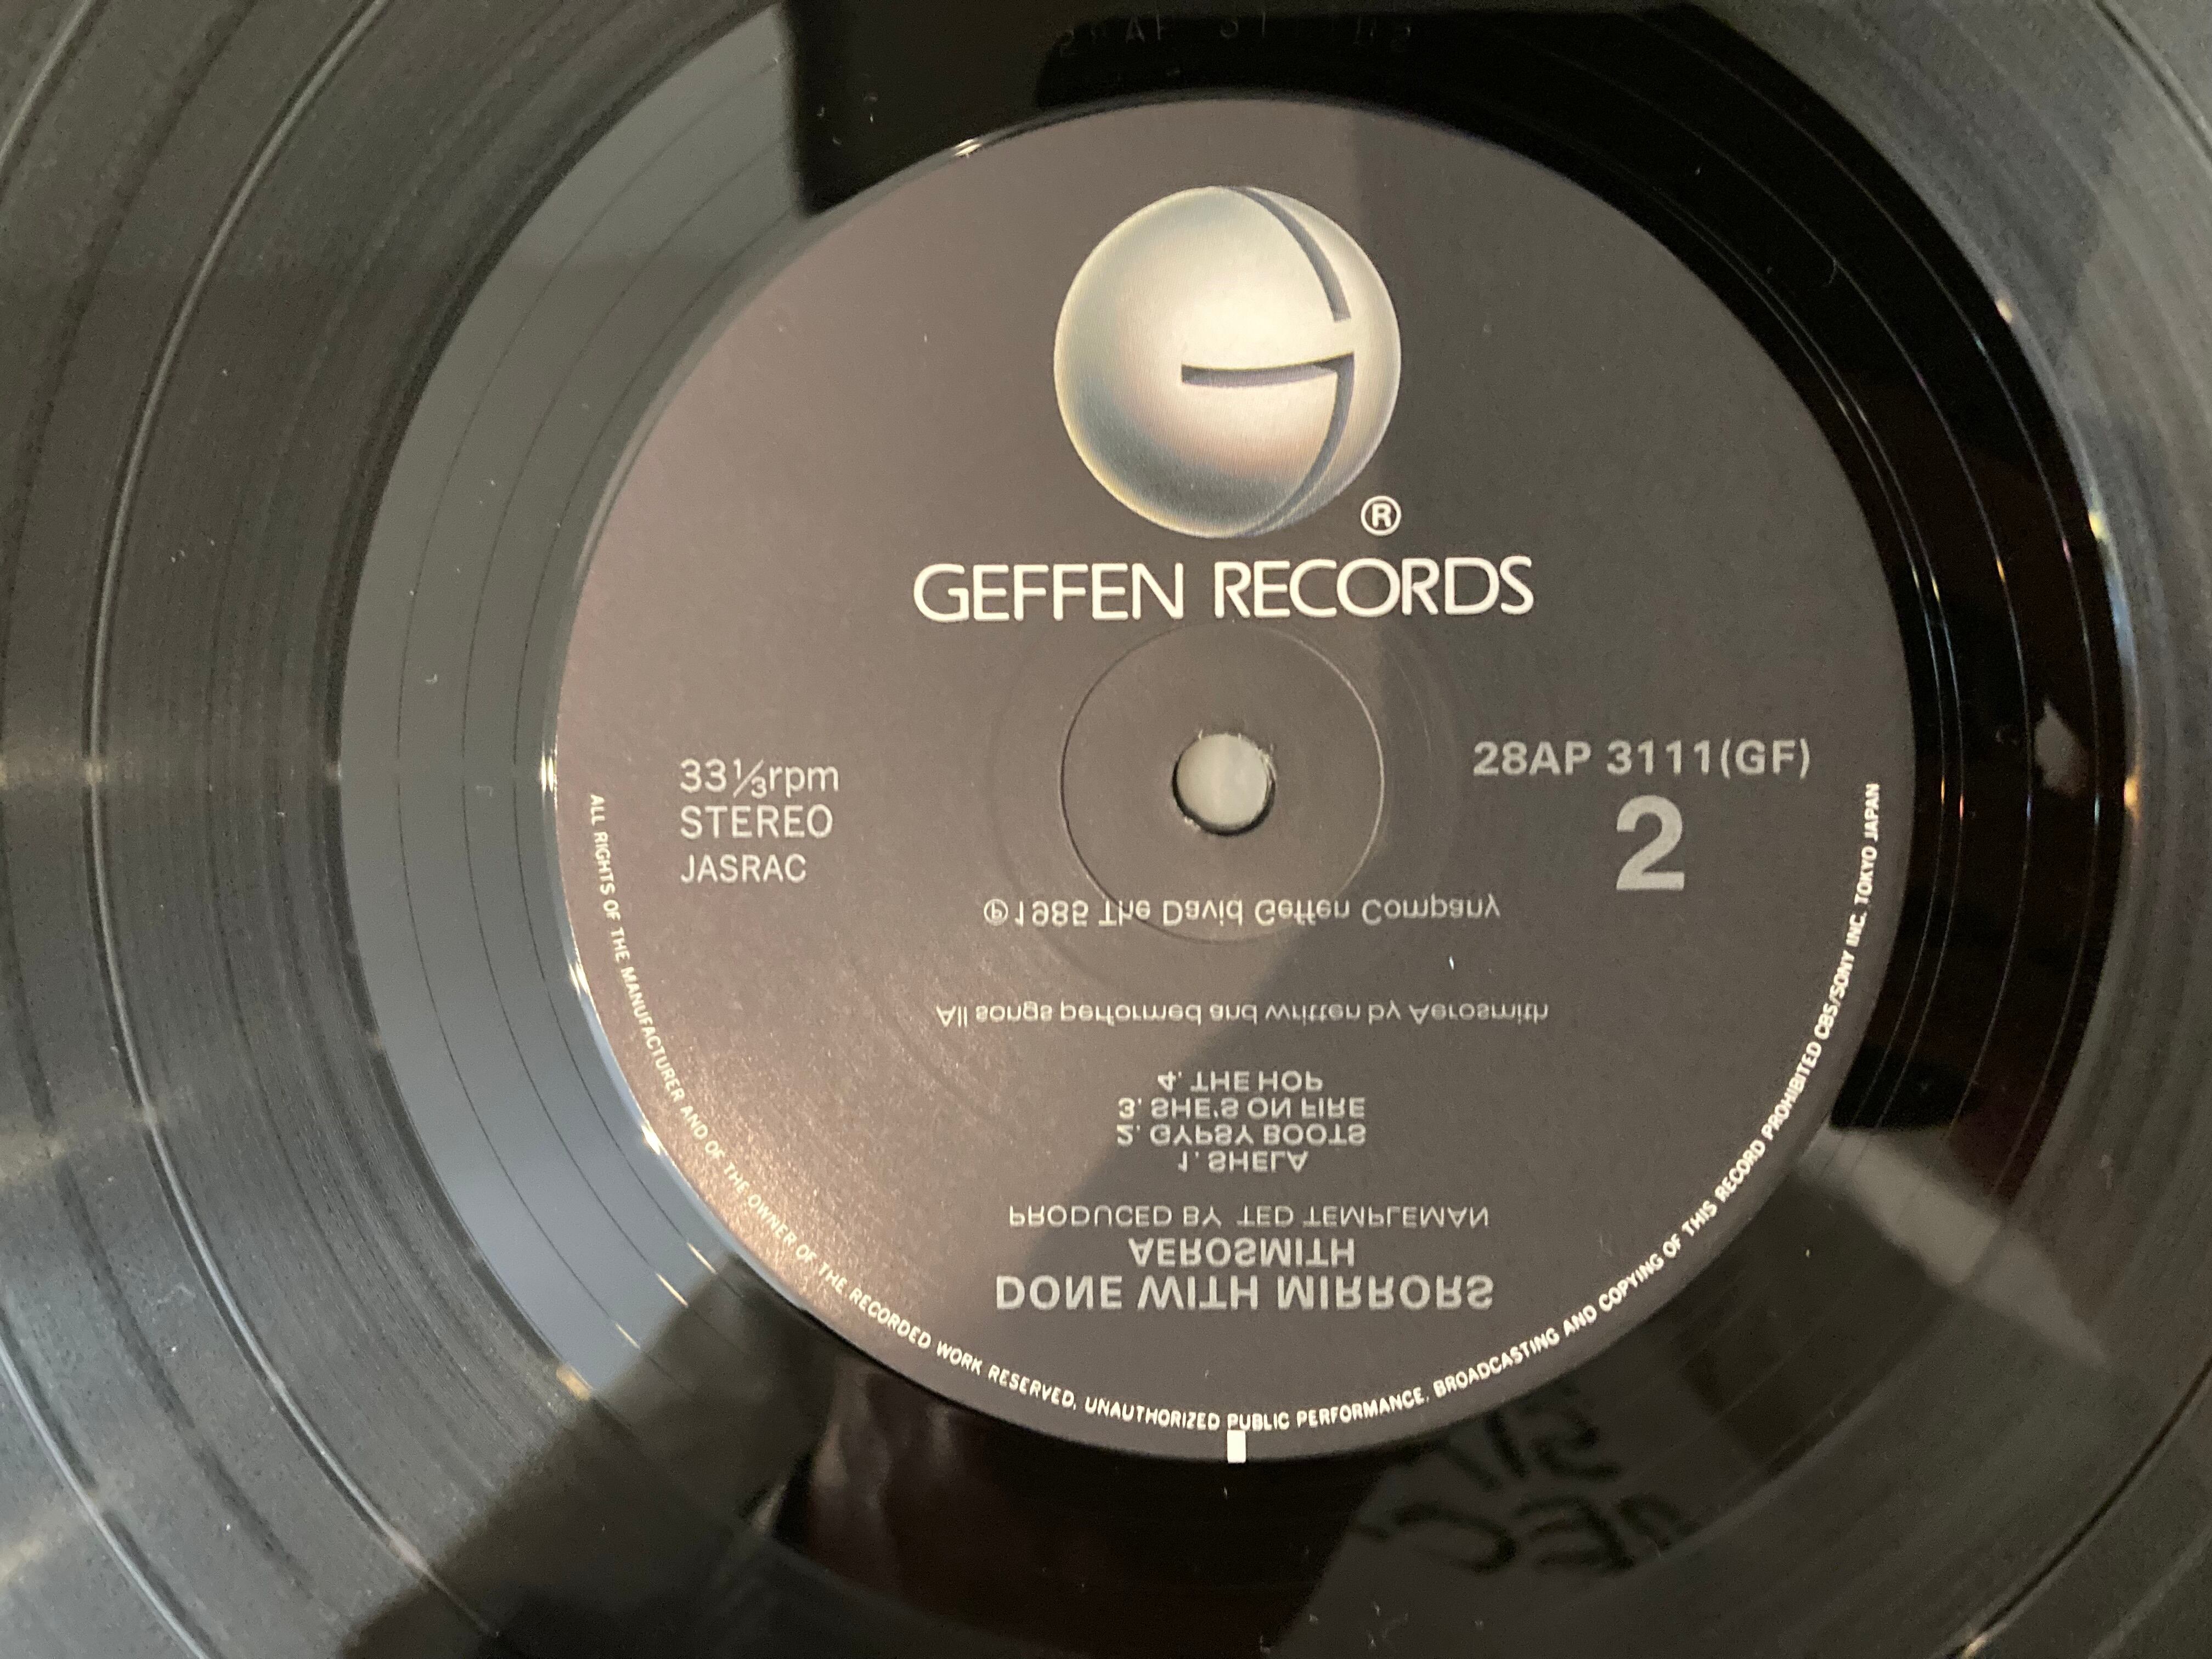 GEFFEN RECORDS
®
33⅓rpm
STEREO
JASRAC
28AP 3111(GF)
2
℗1985 The David Geffen Company
All songs performed and written by Aerosmith
4. THE HOP
3. SHE'S ON FIRE
2. GYPSY BOOTS
1. SHELA
PRODUCED BY TED TEMPLEMAN
AEROSMITH
DONE WITH MIRRORS
ALL RIGHTS OF THE MANUFACTURER AND OF THE OWNER OF THE RECORDED WORK RESERVED. UNAUTHORIZED PUBLIC PERFORMANCE. BROADCASTING AND COPYING OF THIS RECORD PROHIBITED CBS/SONY INC. TOKYO JAPAN